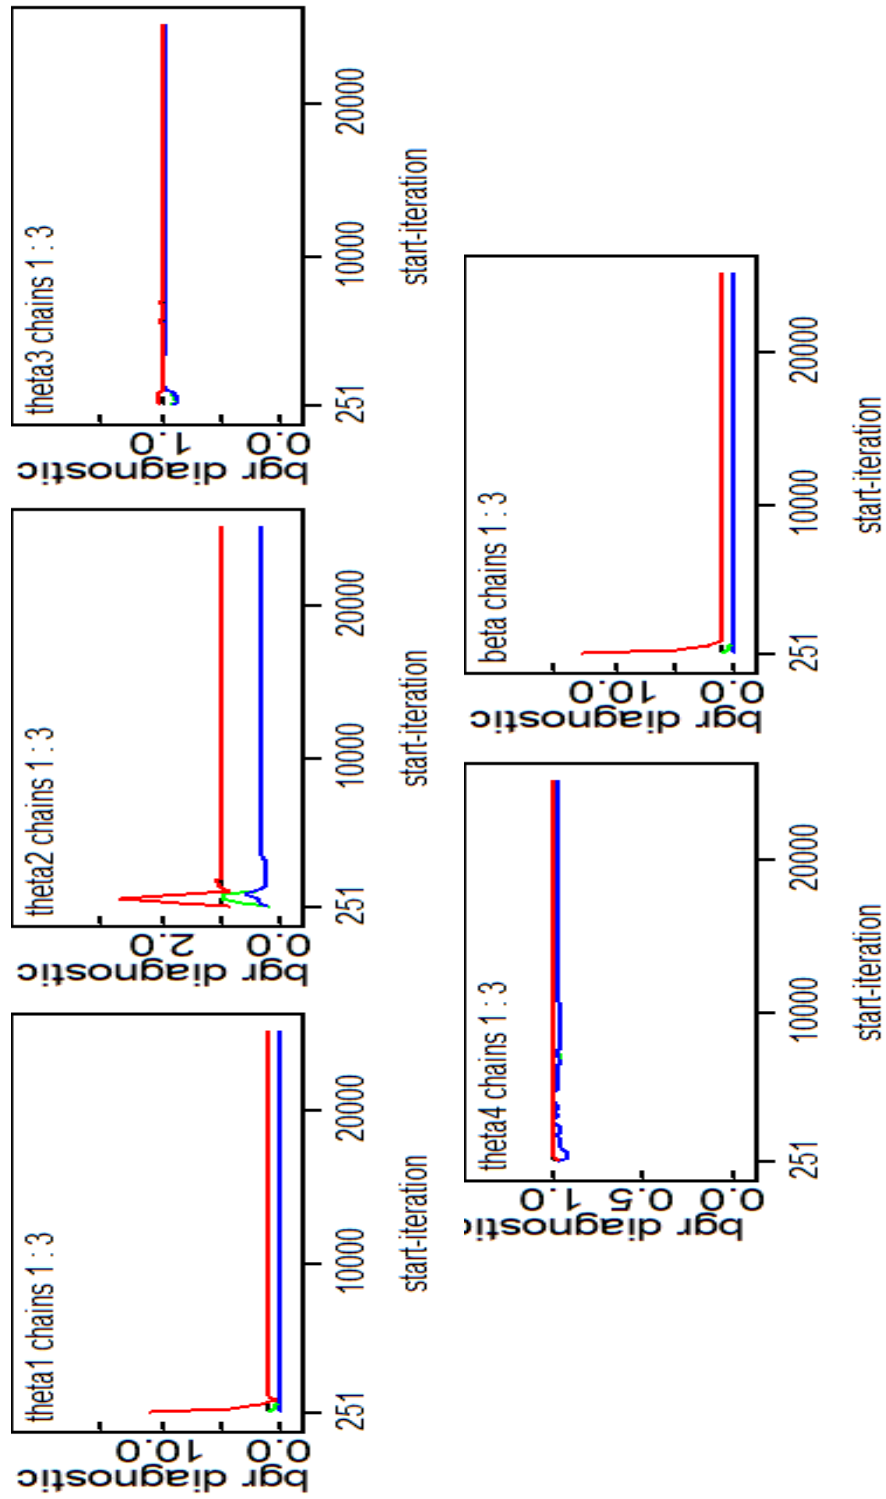 theta1 chains 1 : 3
bgr diagnostic
10.0
0.0
251
10000
20000
start-iteration
theta2 chains 1 : 3
bgr diagnostic
2.0
0.0
251
10000
20000
start-iteration
theta3 chains 1 : 3
bgr diagnostic
1.0
0.0
251
10000
20000
start-iteration
theta4 chains 1 : 3
bgr diagnostic
1.0
0.5
0.0
251
10000
20000
start-iteration
beta chains 1 : 3
bgr diagnostic
10.0
0.0
251
10000
20000
start-iteration